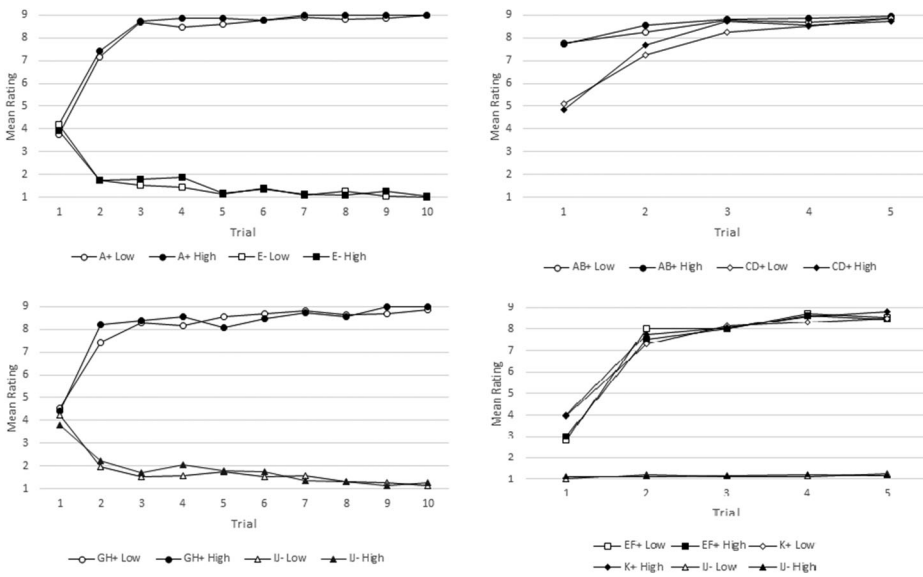 9
8
7
6
5
4
3
2
1
Mean Rating
1 2 3 4 5 6 7 8 9 10
Trial
A+ Low A+ High E- Low E- High
9
8
7
6
5
4
3
2
1
Mean Rating
1 2 3 4 5
Trial
AB+ Low AB+ High CD+ Low CD+ High
9
8
7
6
5
4
3
2
1
Mean Rating
1 2 3 4 5 6 7 8 9 10
Trial
GH+ Low GH+ High IJ- Low IJ- High
9
8
7
6
5
4
3
2
1
Mean Rating
1 2 3 4 5
Trial
EF+ Low EF+ High K+ Low
K+ High IJ- Low IJ- High